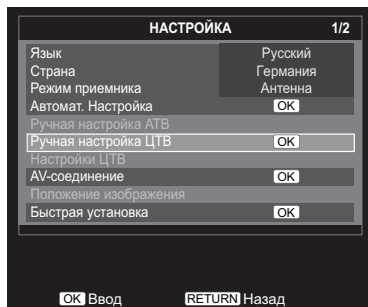 НАСТРОЙКА 1/2
Язык Русский
Страна Германия
Режим приемника Антенна
Автомат. Настройка OK
Ручная настройка АТВ
Ручная настройка ЦТВ OK
Настройки ЦТВ
AV-соединение OK
Положение изображения
Быстрая установка OK
OK Ввод RETURN Назад